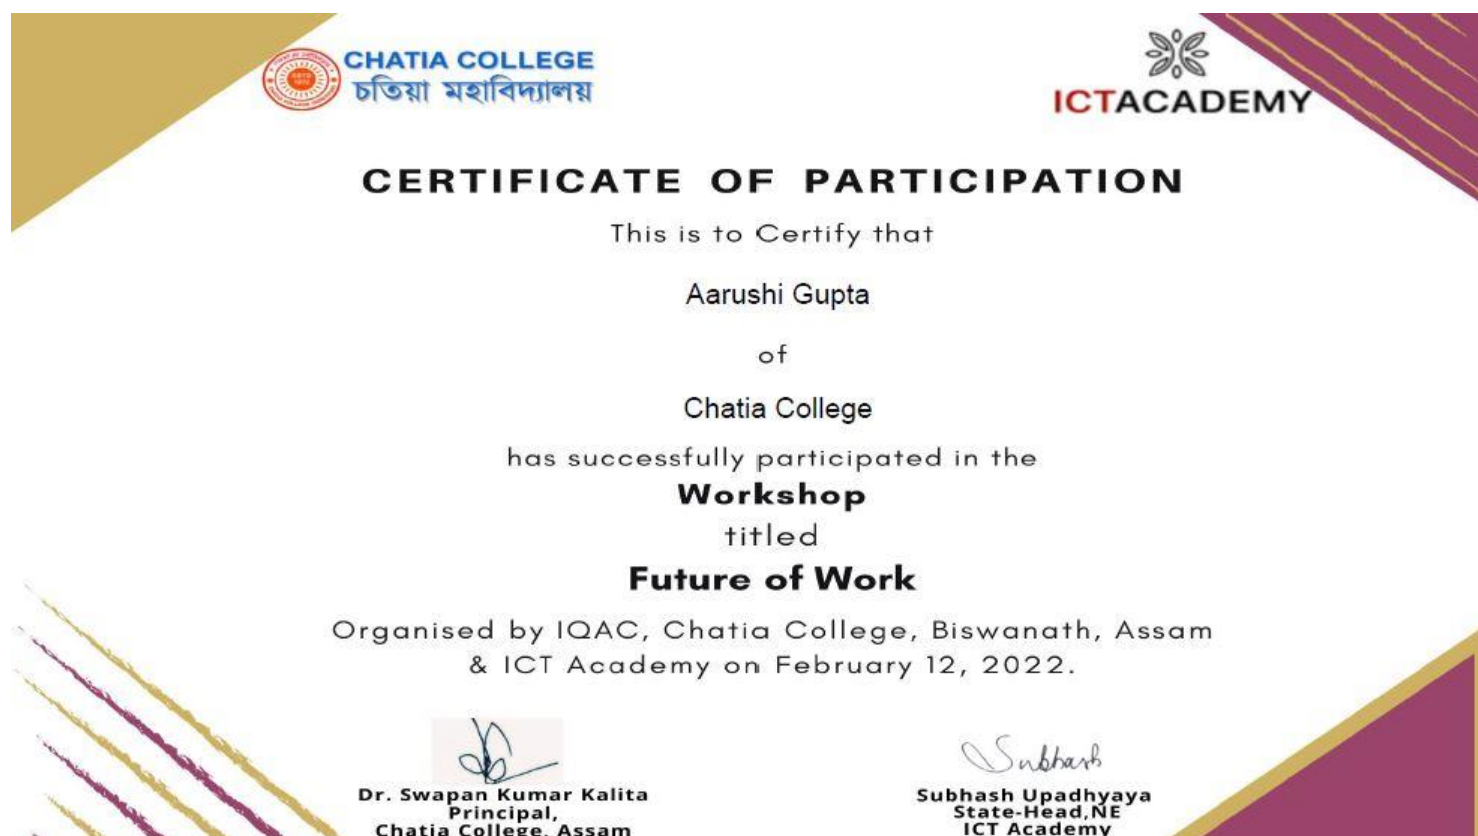 CHATIA COLLEGE
চতিয়া মহাবিদ্যালয়
ICTACADEMY
CERTIFICATE OF PARTICIPATION
This is to Certify that
Aarushi Gupta
of
Chatia College
has successfully participated in the
Workshop
titled
Future of Work
Organised by IQAC, Chatia College, Biswanath, Assam
& ICT Academy on February 12, 2022.
Subhash
Dr. Swapan Kumar Kalita
Principal,
Chatia College, Assam
Subhash Upadhyaya
State-Head,NE
ICT Academy